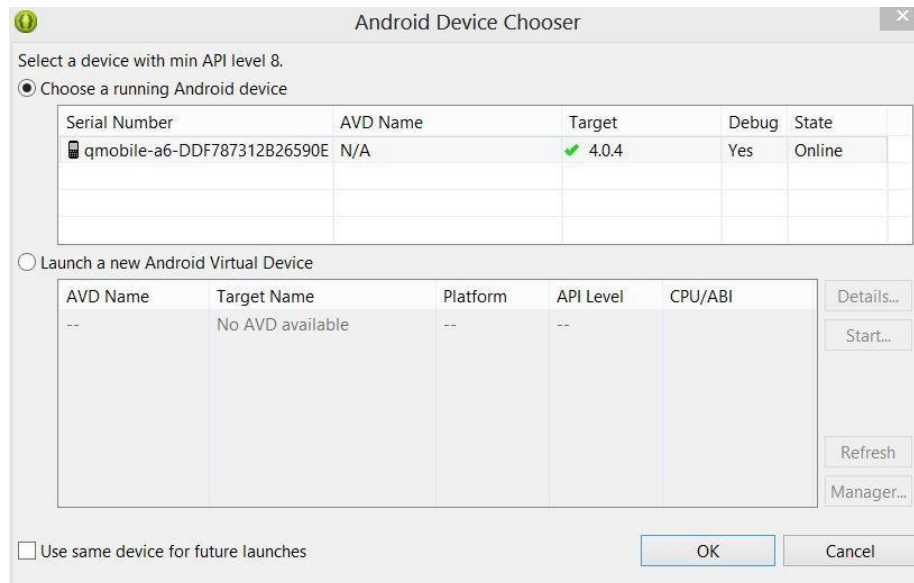 Android Device Chooser
Select a device with min API level 8.
Choose a running Android device
Serial Number AVD Name Target Debug State
qmobile-a6-DDF787312B26590E N/A 4.0.4 Yes Online
Launch a new Android Virtual Device
AVD Name Target Name Platform API Level CPU/ABI
-- No AVD available -- --
Details...
Start...
Refresh
Manager...
Use same device for future launches
OK Cancel